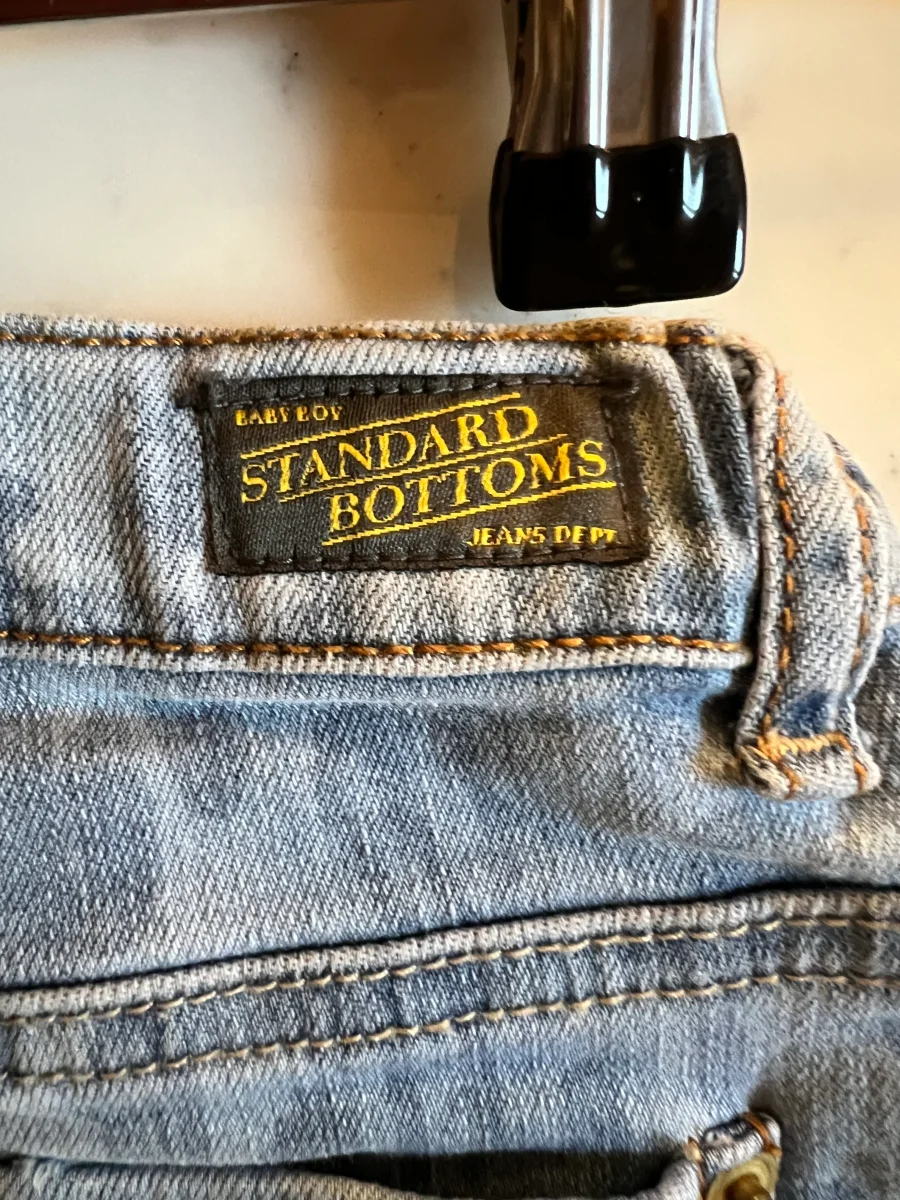 BABY BOY
STANDARD
BOTTOMS
JEANS DEPT.